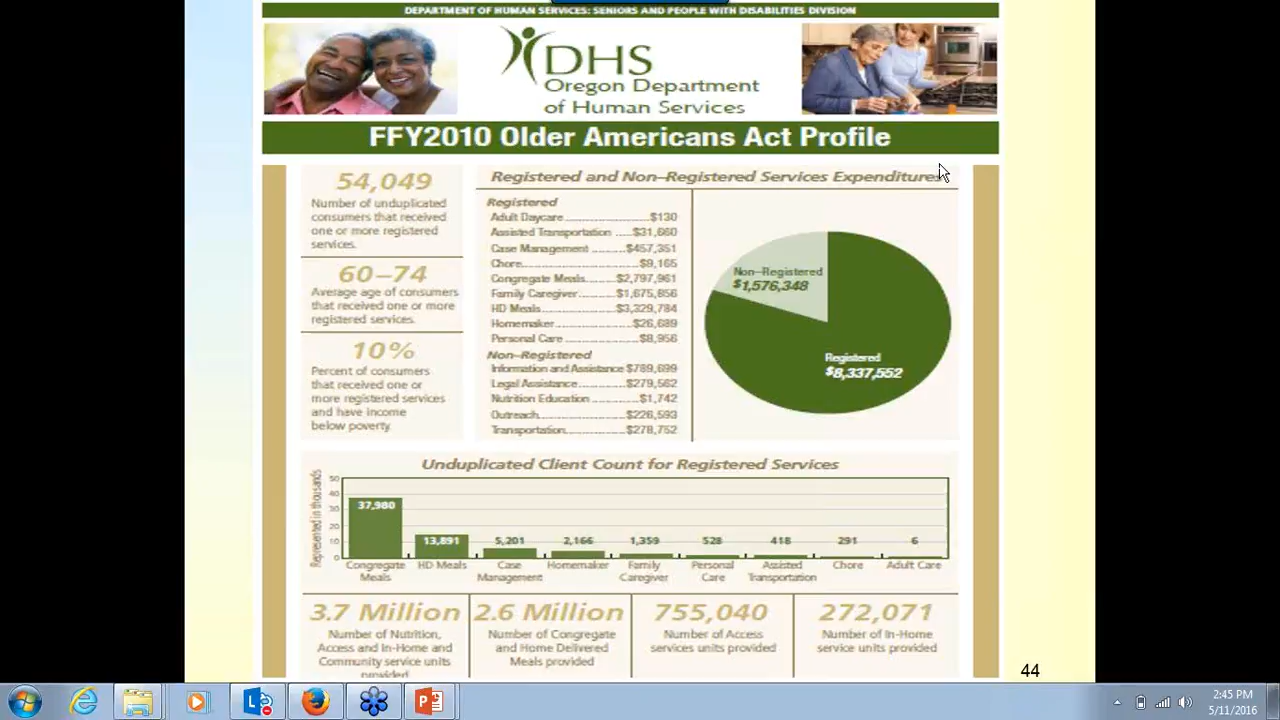 DEPARTMENT OF HUMAN SERVICES: SENIORS AND PEOPLE WITH DISABILITIES DIVISION
DHS
Oregon Department
of Human Services
FFY2010 Older Americans Act Profile
54,049
Number of unduplicated
consumers that received
one or more registered
services.
60–74
Average age of consumers
that received one or more
registered services.
10%
Percent of consumers
that received one or
more registered services
and have income
below poverty.
Registered and Non–Registered Services Expenditures
Registered
Adult Daycare $130
Assisted Transportation $31,660
Case Management $457,351
Chore $9,165
Congregate Meals $2,797,961
Family Caregiver $1,675,856
HD Meals $3,329,784
Homemaker $26,689
Personal Care $8,956
Non–Registered
Information and Assistance $789,699
Legal Assistance $279,562
Nutrition Education $1,742
Outreach $226,593
Transportation $278,752
Non–Registered
$1,576,348
Registered
$8,337,552
Unduplicated Client Count for Registered Services
Represented in thousands
50
40
30
20
10
0
37,980
13,891
5,201
2,166
1,359
528
418
291
6
Congregate
Meals
HD Meals
Case
Management
Homemaker
Family
Caregiver
Personal
Care
Assisted
Transportation
Chore
Adult Care
3.7 Million
Number of Nutrition,
Access and In-Home and
Community service units
provided
2.6 Million
Number of Congregate
and Home Delivered
Meals provided
755,040
Number of Access
services units provided
272,071
Number of In-Home
service units provided
44
2:45 PM
5/11/2016